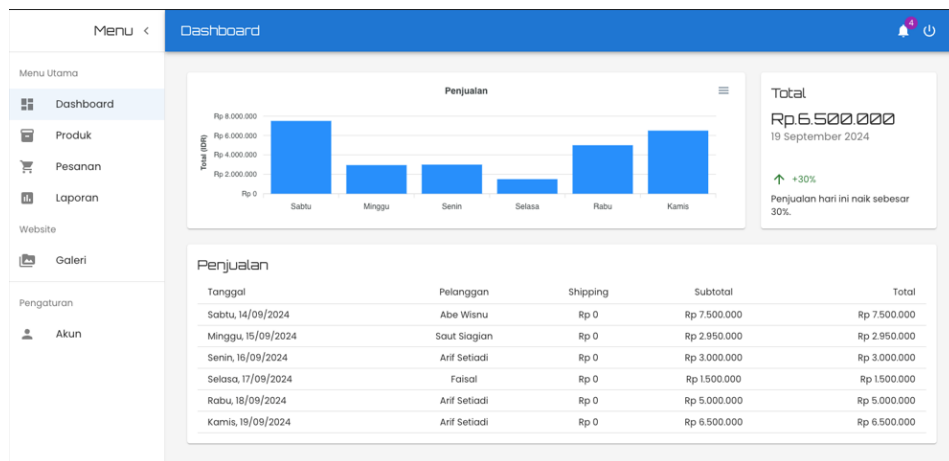 Menu <
Dashboard
4
Menu Utama
Dashboard
Produk
Pesanan
Laporan
Website
Galeri
Pengaturan
Akun
Penjualan
Total (IDR)
Rp 8.000.000
Rp 6.000.000
Rp 4.000.000
Rp 2.000.000
Rp 0
Sabtu Minggu Senin Selasa Rabu Kamis
Total
Rp.6.500.000
19 September 2024
+30%
Penjualan hari ini naik sebesar
30%.
Penjualan
Tanggal Pelanggan Shipping Subtotal Total
Sabtu, 14/09/2024 Abe Wisnu Rp 0 Rp 7.500.000 Rp 7.500.000
Minggu, 15/09/2024 Saut Siagian Rp 0 Rp 2.950.000 Rp 2.950.000
Senin, 16/09/2024 Arif Setiadi Rp 0 Rp 3.000.000 Rp 3.000.000
Selasa, 17/09/2024 Faisal Rp 0 Rp 1.500.000 Rp 1.500.000
Rabu, 18/09/2024 Arif Setiadi Rp 0 Rp 5.000.000 Rp 5.000.000
Kamis, 19/09/2024 Arif Setiadi Rp 0 Rp 6.500.000 Rp 6.500.000